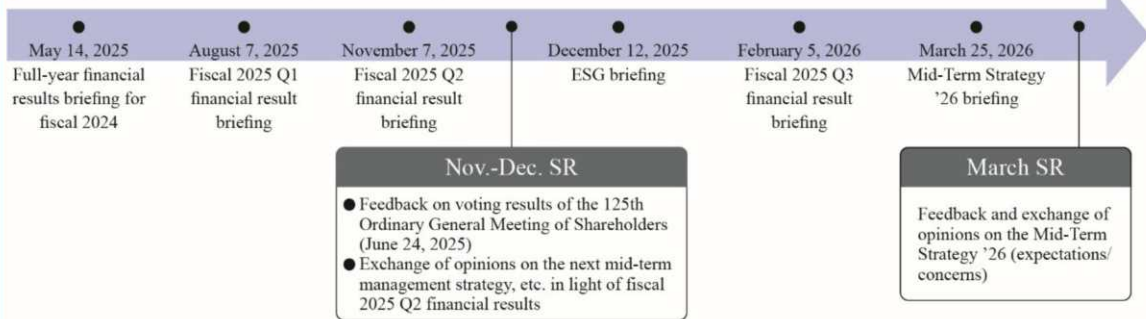 May 14, 2025
Full-year financial
results briefing for
fiscal 2024
August 7, 2025
Fiscal 2025 Q1
financial result
briefing
November 7, 2025
Fiscal 2025 Q2
financial result
briefing
December 12, 2025
ESG briefing
February 5, 2026
Fiscal 2025 Q3
financial result
briefing
March 25, 2026
Mid-Term Strategy
’26 briefing
Nov.-Dec. SR
● Feedback on voting results of the 125th
Ordinary General Meeting of Shareholders
(June 24, 2025)
● Exchange of opinions on the next mid-term
management strategy, etc. in light of fiscal
2025 Q2 financial results
March SR
Feedback and exchange of
opinions on the Mid-Term
Strategy ’26 (expectations/
concerns)